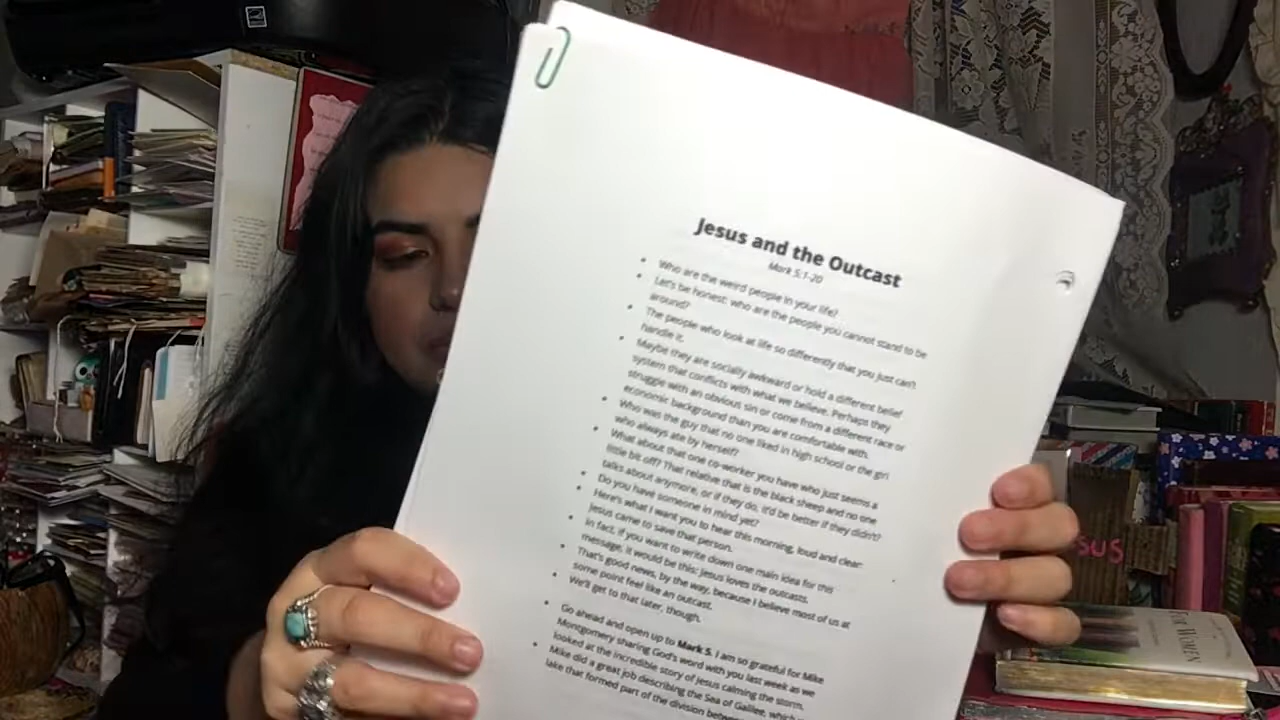 Jesus and the Outcast
Mark 5:1-20
• Who are the weird people in your life?
• Let's be honest: who are the people you cannot stand to be
around?
• The people who look at life so differently that you just can't
handle it.
• Maybe they are socially awkward or hold a different belief
system that conflicts with what we believe. Perhaps they
struggle with an obvious sin or come from a different race or
economic background than you are comfortable with.
• Who was the guy that no one liked in high school or the girl
who always ate by herself?
• What about that one co-worker you have who just seems a
little bit off? That relative that is the black sheep and no one
talks about anymore, or if they do, it'd be better if they didn't?
• Do you have someone in mind yet?
• Here's what I want you to hear this morning, loud and clear:
Jesus came to save that person.
• In fact, if you want to write down one main idea for this
message, it would be this: Jesus loves the outcasts.
• That's good news, by the way, because I believe most of us at
some point feel like an outcast.
• We'll get to that later, though.
• Go ahead and open up to Mark 5. I am so grateful for Mike
Montgomery sharing God's word with you last week as we
looked at the incredible story of Jesus calming the storm.
• Mike did a great job describing the Sea of Galilee, which
lake that formed part of the division
SUS
WOMEN